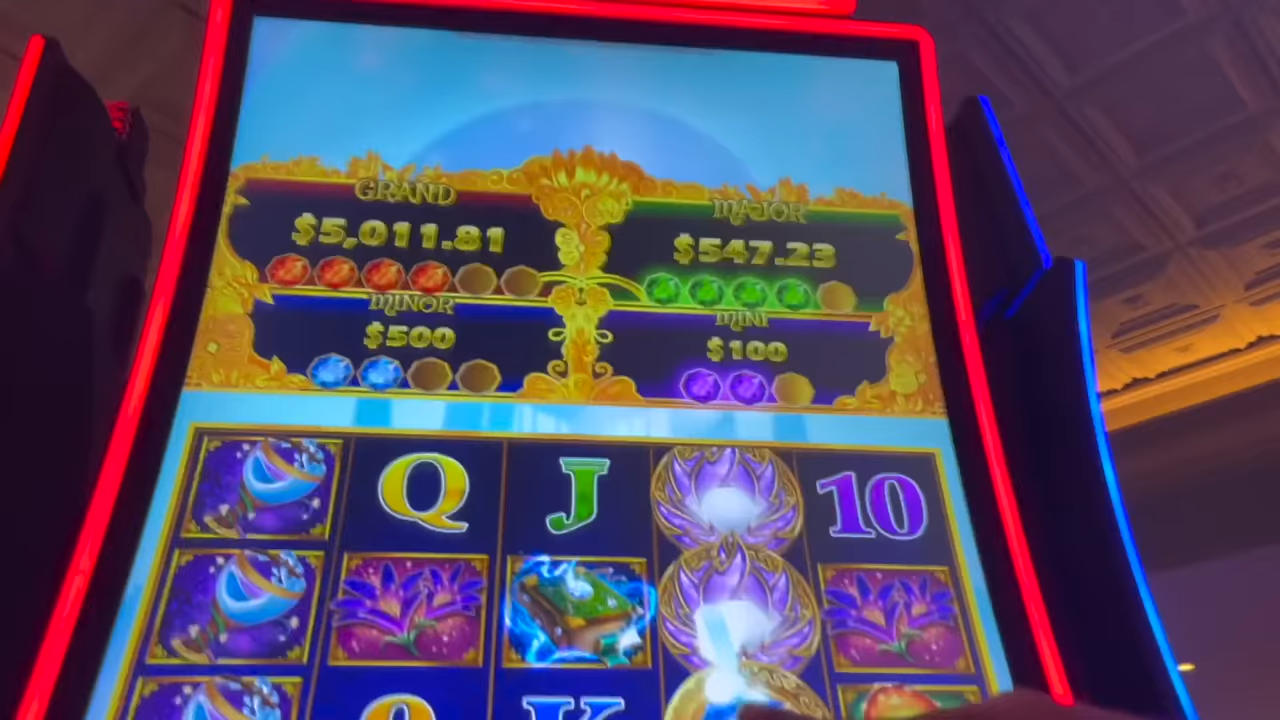 GRAND
$5,011.81
MAJOR
$547.23
MINOR
$500
MINI
$100
Q
J
10
Q
K